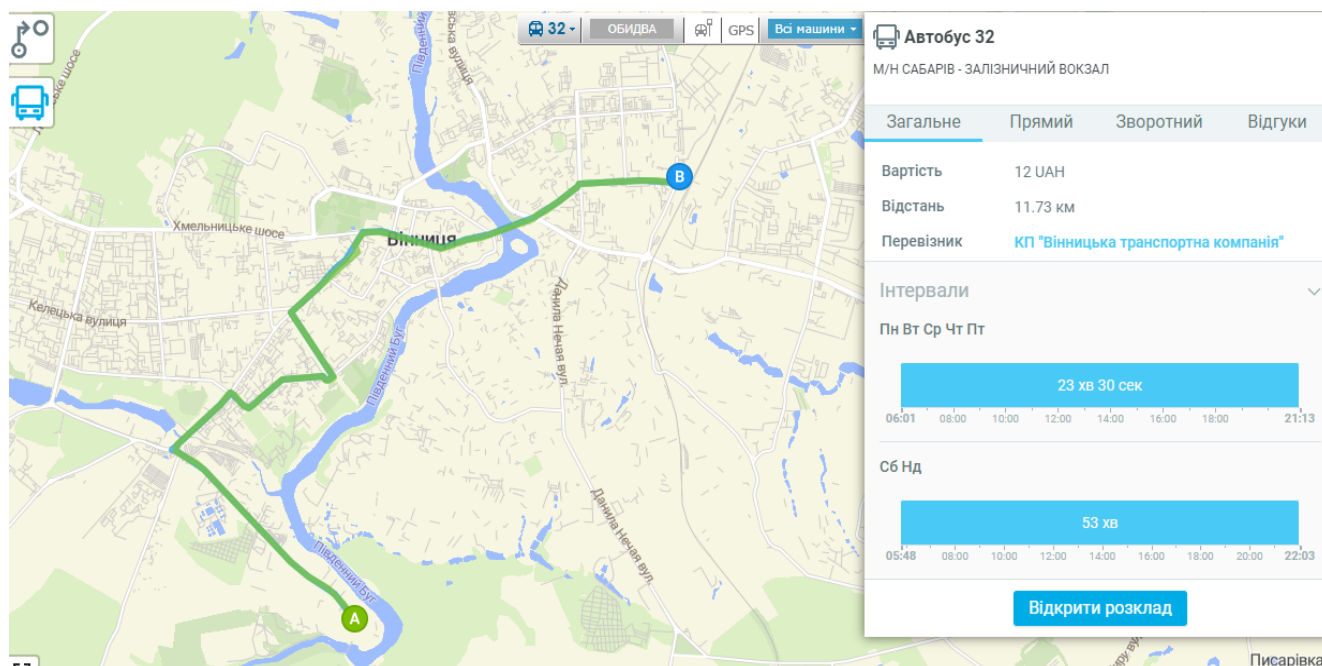 32
ОБИДВА
GPS
Всі машини
Автобус 32
М/Н САБАРІВ - ЗАЛІЗНИЧНИЙ ВОКЗАЛ
Загальне Прямий Зворотний Відгуки
Вартість 12 UAH
Відстань 11.73 км
Перевізник КП "Вінницька транспортна компанія"
Інтервали
Пн Вт Ср Чт Пт
23 хв 30 сек
06:01 08:00 10:00 12:00 14:00 16:00 18:00 21:13
Сб Нд
53 хв
05:48 08:00 10:00 12:00 14:00 16:00 18:00 20:00 22:03
Відкрити розклад
Південний Буг
вулиця
B
Хмельницьке шосе
Вінниця
Келецька вулиця
Данила Нечая вул.
Південний Буг
Данила Нечая вул.
Південний Буг
A
Писарівка